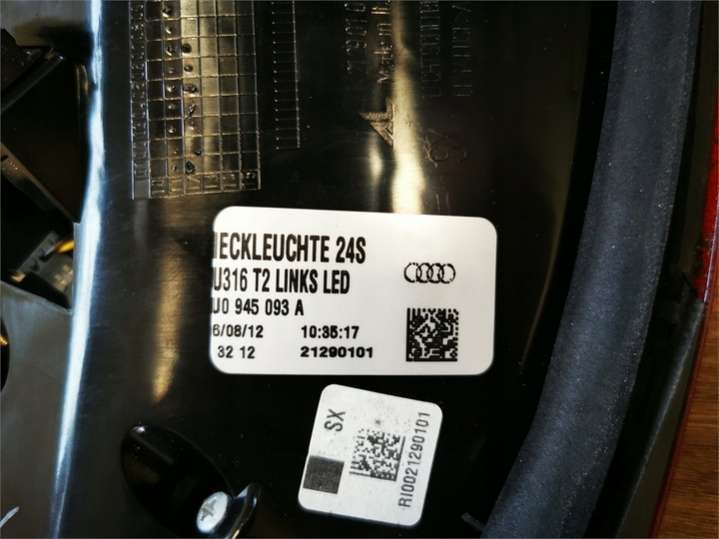 ECKLEUCHTE 24S
U316 T2 LINKS LED
U0 945 093 A
6/08/12 10:35:17
32 12 21290101
SX
RI0021290101